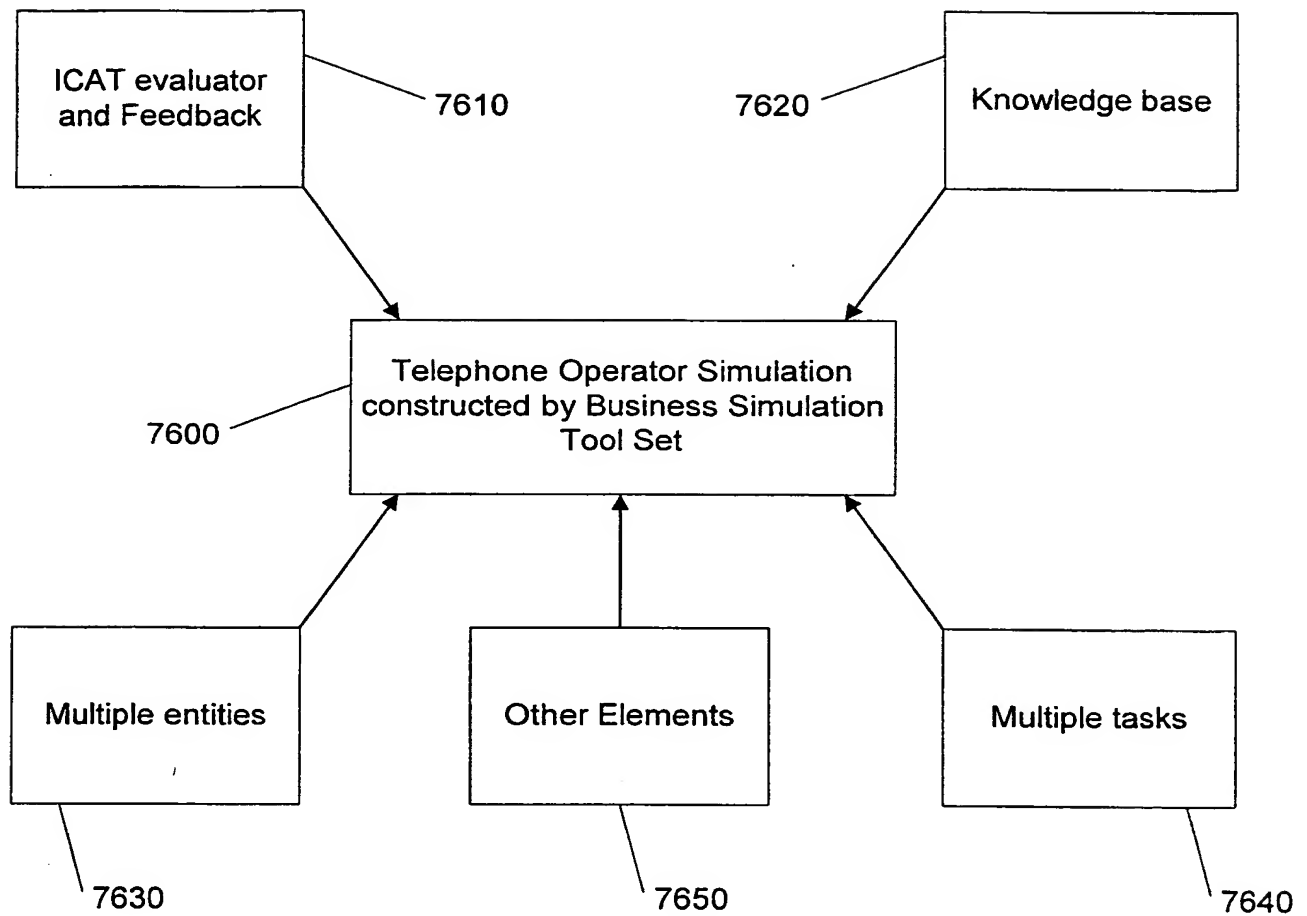 ICAT evaluator
and Feedback
7610
7620
Knowledge base
Telephone Operator Simulation
constructed by Business Simulation
Tool Set
7600
Multiple entities
Other Elements
Multiple tasks
7630
7650
7640